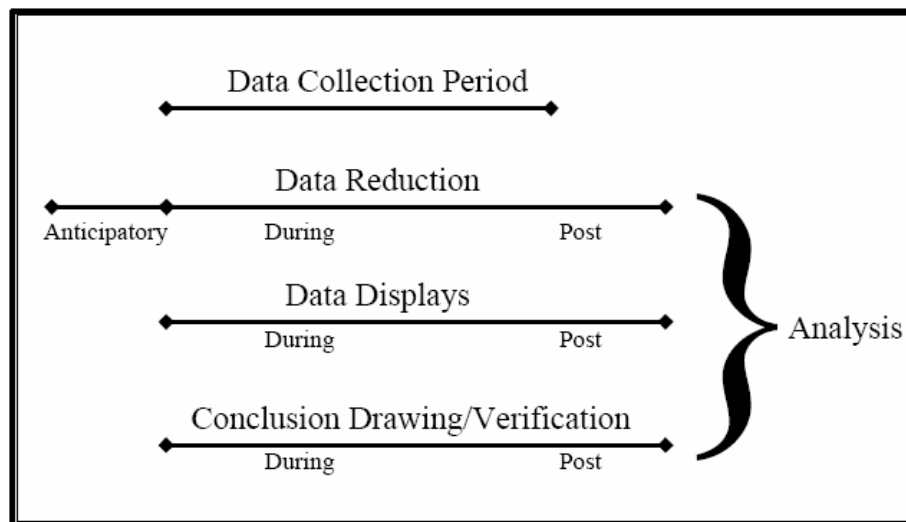 Data Collection Period
Data Reduction
Anticipatory During Post
Data Displays
During Post
Analysis
Conclusion Drawing/Verification
During Post